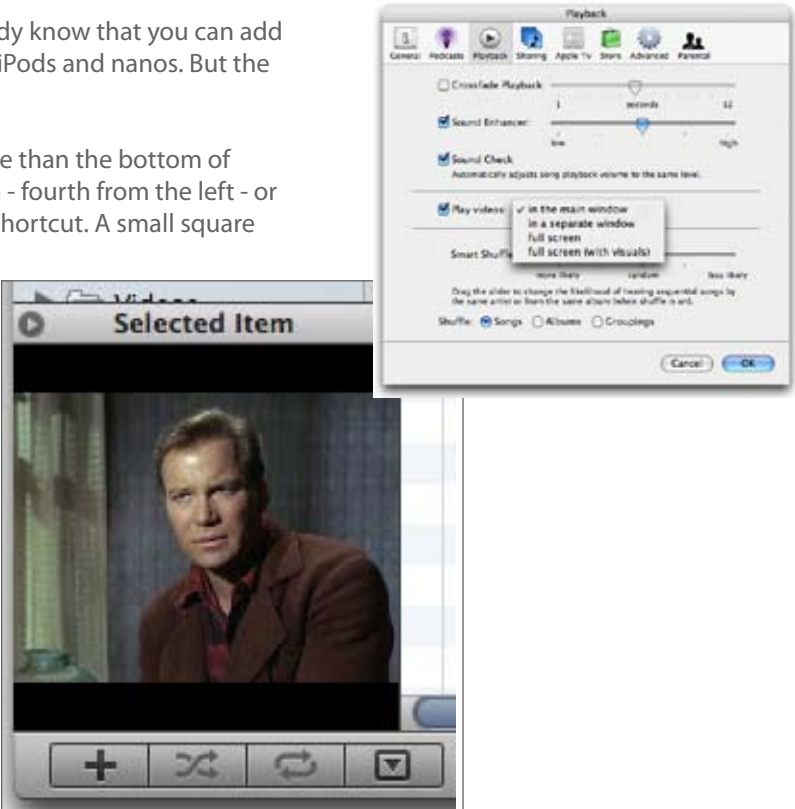 dy know that you can add
iPods and nanos. But the
e than the bottom of
- fourth from the left - or
hortcut. A small square
Playback
General Podcasts Playback Sharing Apple TV Store Advanced Parental
Crossfade Playback
1 seconds 12
Sound Enhancer:
low high
Sound Check
Automatically adjusts song playback volume to the same level.
Play videos: ✓ in the main window
in a separate window
full screen
full screen (with visuals)
Smart Shuffle
more likely random less likely
Drag the slider to change the likelihood of hearing sequential songs by
the same artist or from the same album before shuffle is
Shuffle: Songs Albums Groupings
Cancel OK
Videos
Selected Item